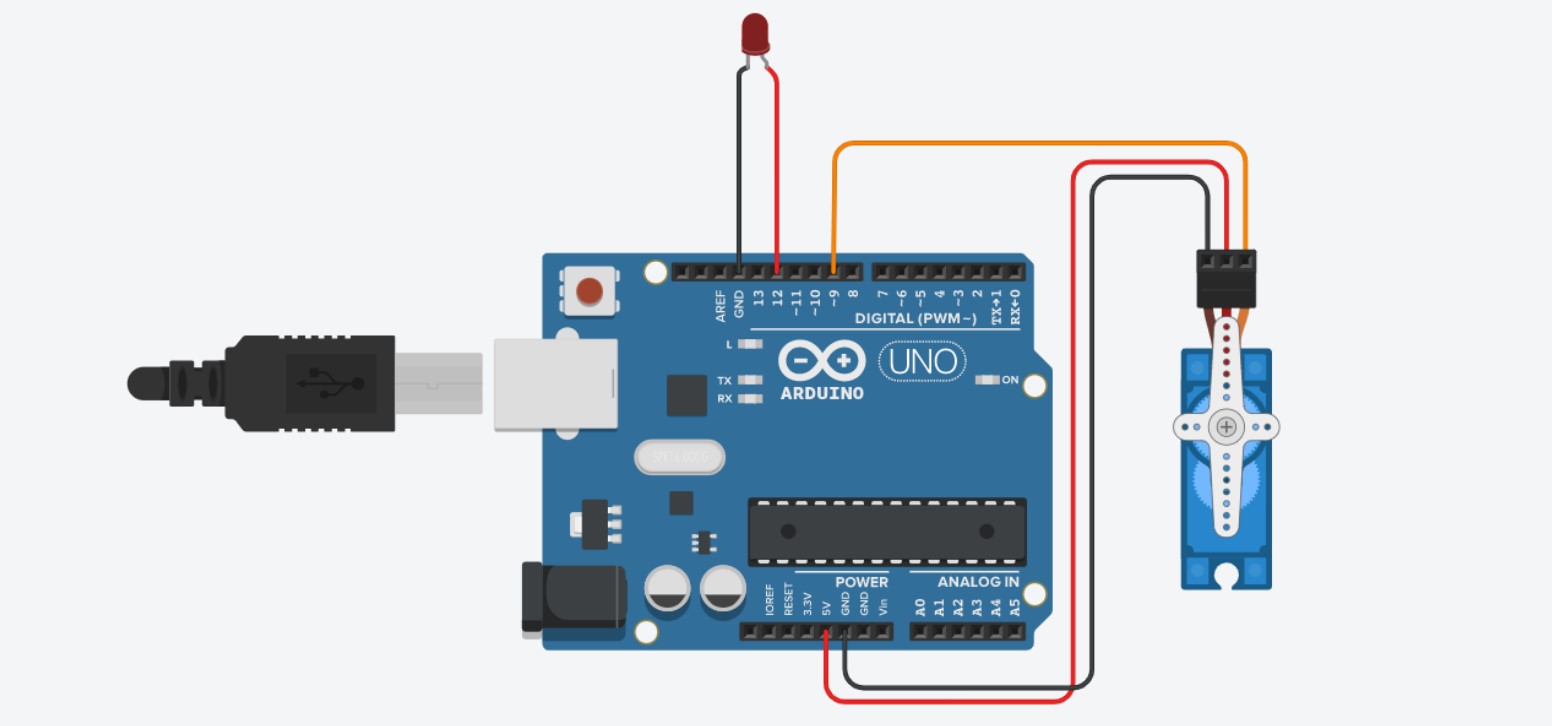 AREF
GND
13
12
~11
~10
~9
8
7
~6
~5
4
~3
2
TX→1
RX←0
DIGITAL (PWM~)
L
TX
RX
ARDUINO
UNO
ON
POWER
ANALOG IN
IOREF
RESET
3.3V
5V
GND
GND
Vin
A0
A1
A2
A3
A4
A5